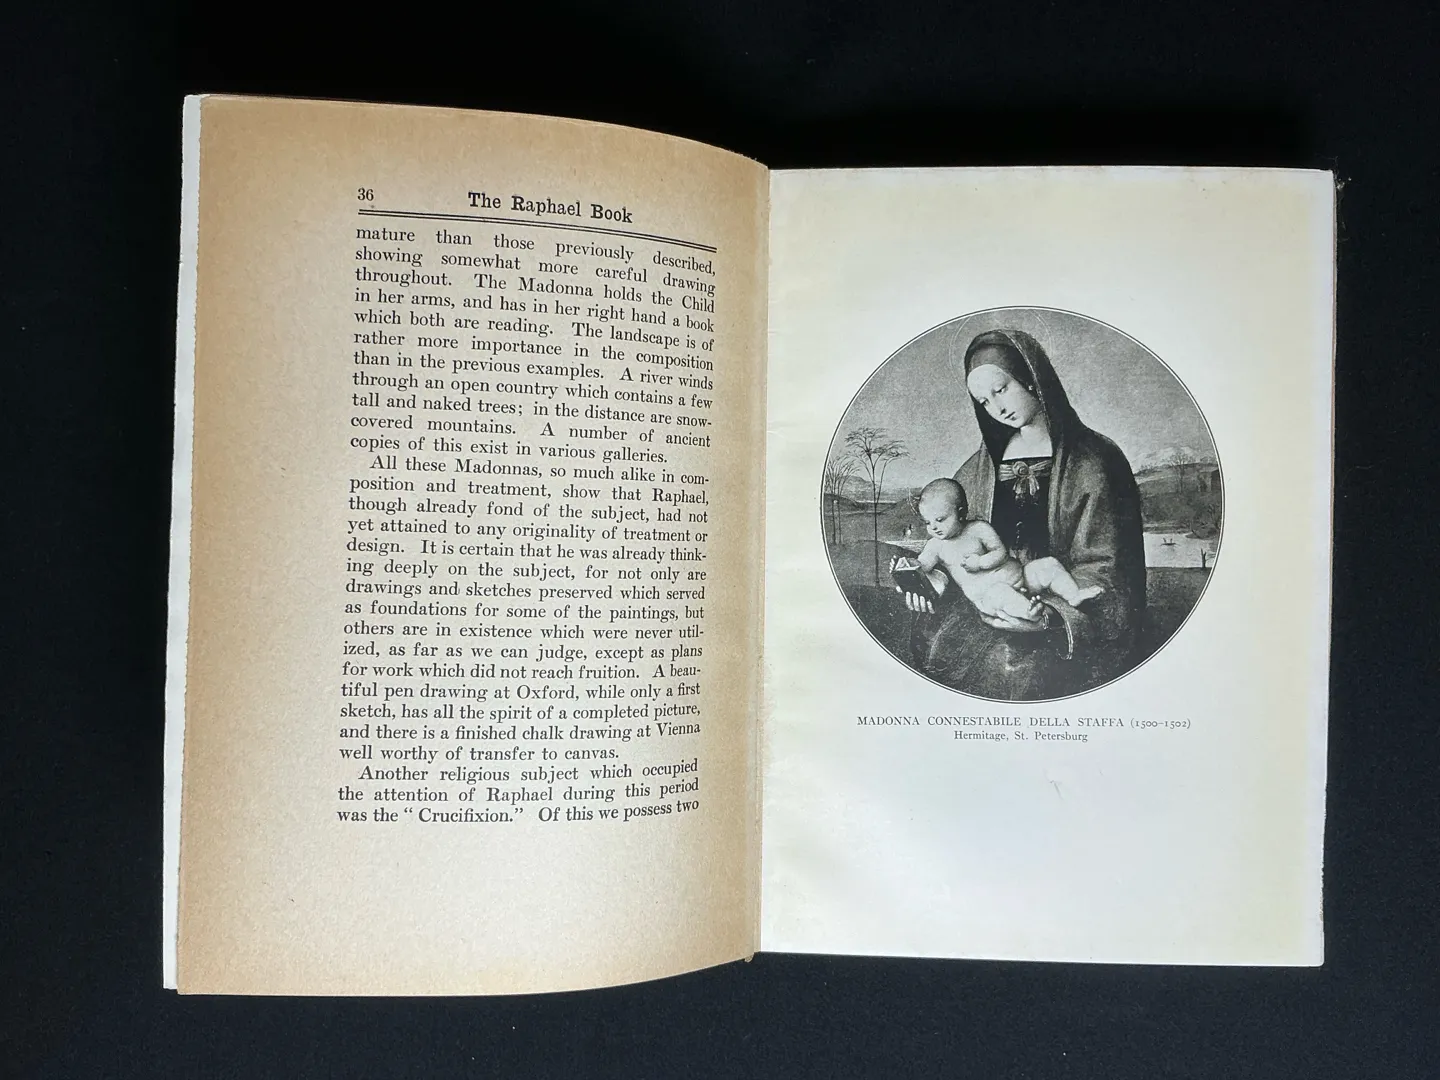 36
The Raphael Book
mature than those previously described,
showing somewhat more careful drawing
throughout. The Madonna holds the Child
in her arms, and has in her right hand a book
which both are reading. The landscape is of
rather more importance in the composition
than in the previous examples. A river winds
through an open country which contains a few
tall and naked trees; in the distance are snow-
covered mountains. A number of ancient
copies of this exist in various galleries.
All these Madonnas, so much alike in com-
position and treatment, show that Raphael,
though already fond of the subject, had not
yet attained to any originality of treatment or
design. It is certain that he was already think-
ing deeply on the subject, for not only are
drawings and sketches preserved which served
as foundations for some of the paintings, but
others are in existence which were never util-
ized, as far as we can judge, except as plans
for work which did not reach fruition. A beau-
tiful pen drawing at Oxford, while only a first
sketch, has all the spirit of a completed picture,
and there is a finished chalk drawing at Vienna
well worthy of transfer to canvas.
Another religious subject which occupied
the attention of Raphael during this period
was the “ Crucifixion.” Of this we possess two
MADONNA CONNESTABILE DELLA STAFFA (1500–1502)
Hermitage, St. Petersburg